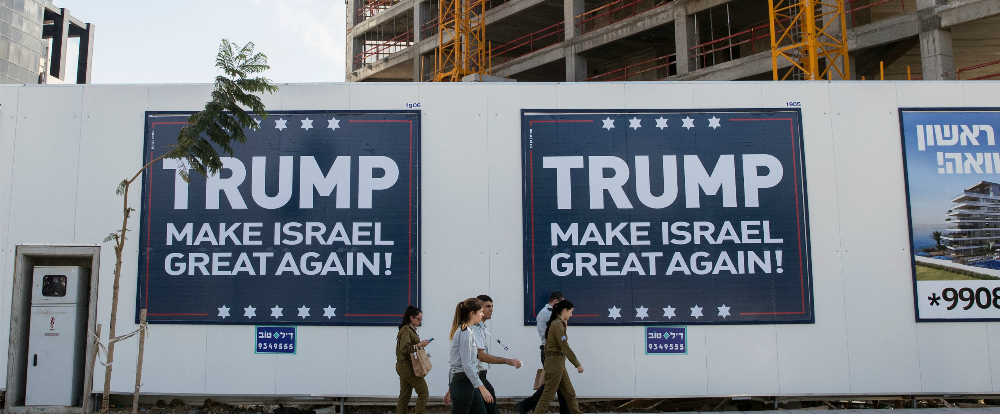 1906
TRUMP
MAKE ISRAEL
GREAT AGAIN!
דיל טוב
9349555
1905
TRUMP
MAKE ISRAEL
GREAT AGAIN!
דיל טוב
9349555
ראשון
*9908